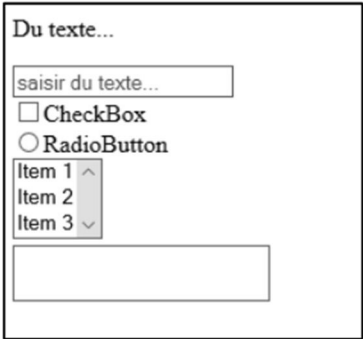 Du texte...
saisir du texte...
CheckBox
RadioButton
Item 1
Item 2
Item 3